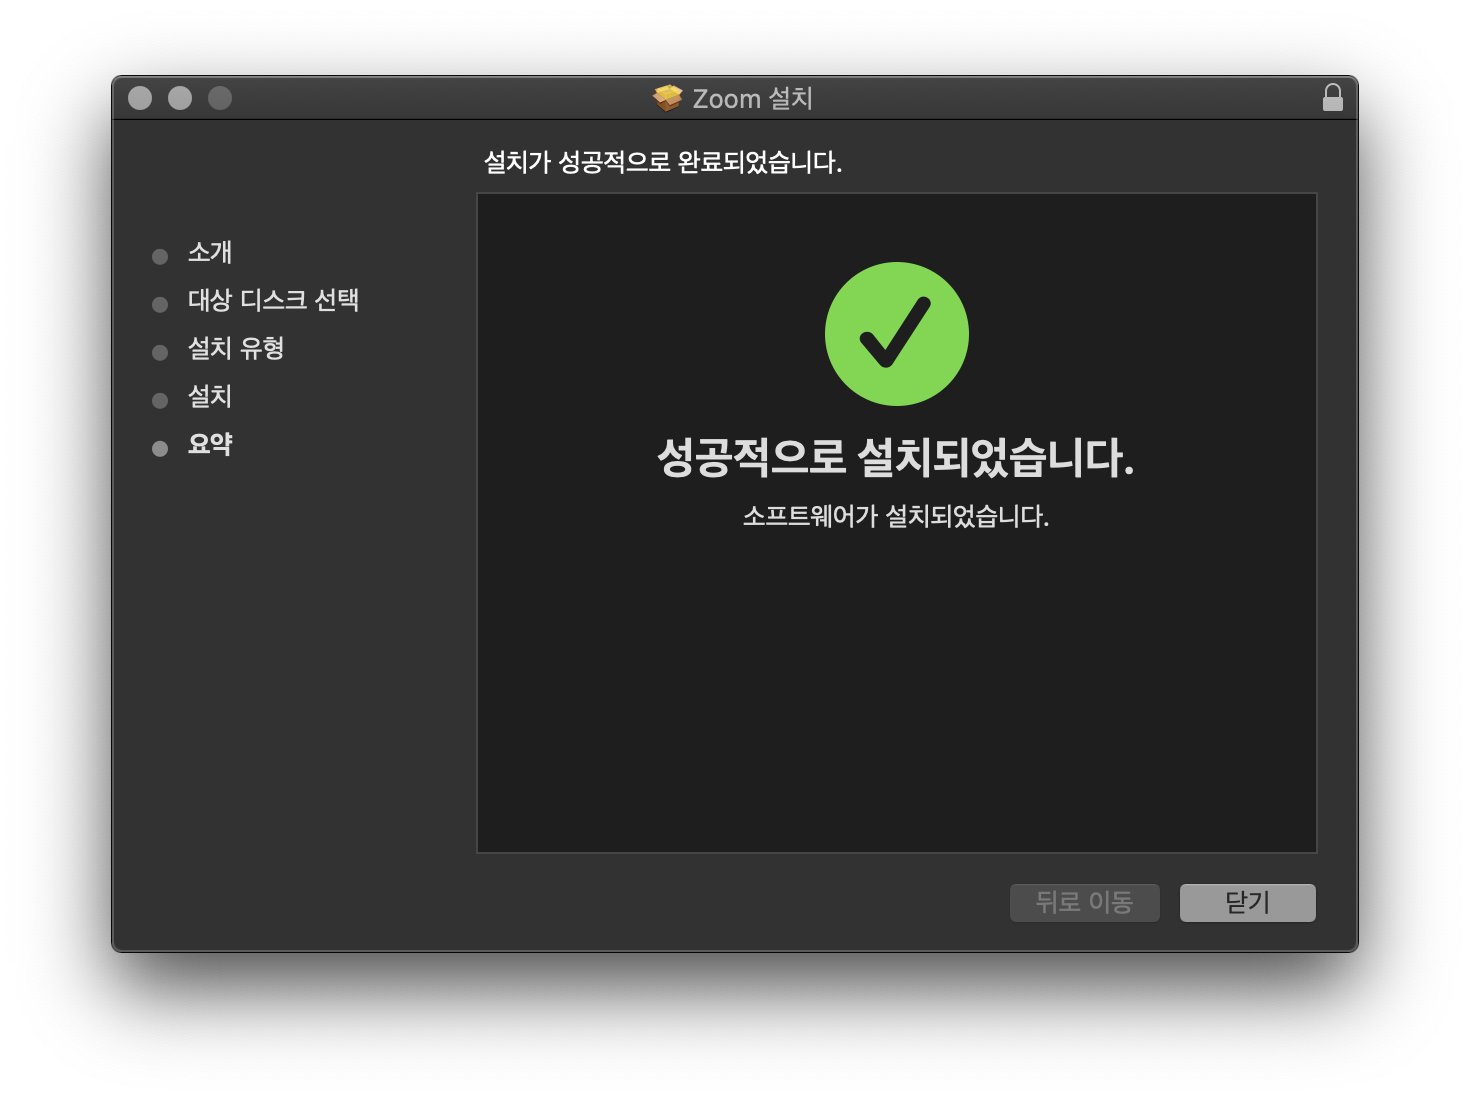 Zoom 설치
설치가 성공적으로 완료되었습니다.
소개
대상 디스크 선택
설치 유형
설치
요약
성공적으로 설치되었습니다.
소프트웨어가 설치되었습니다.
뒤로 이동
닫기